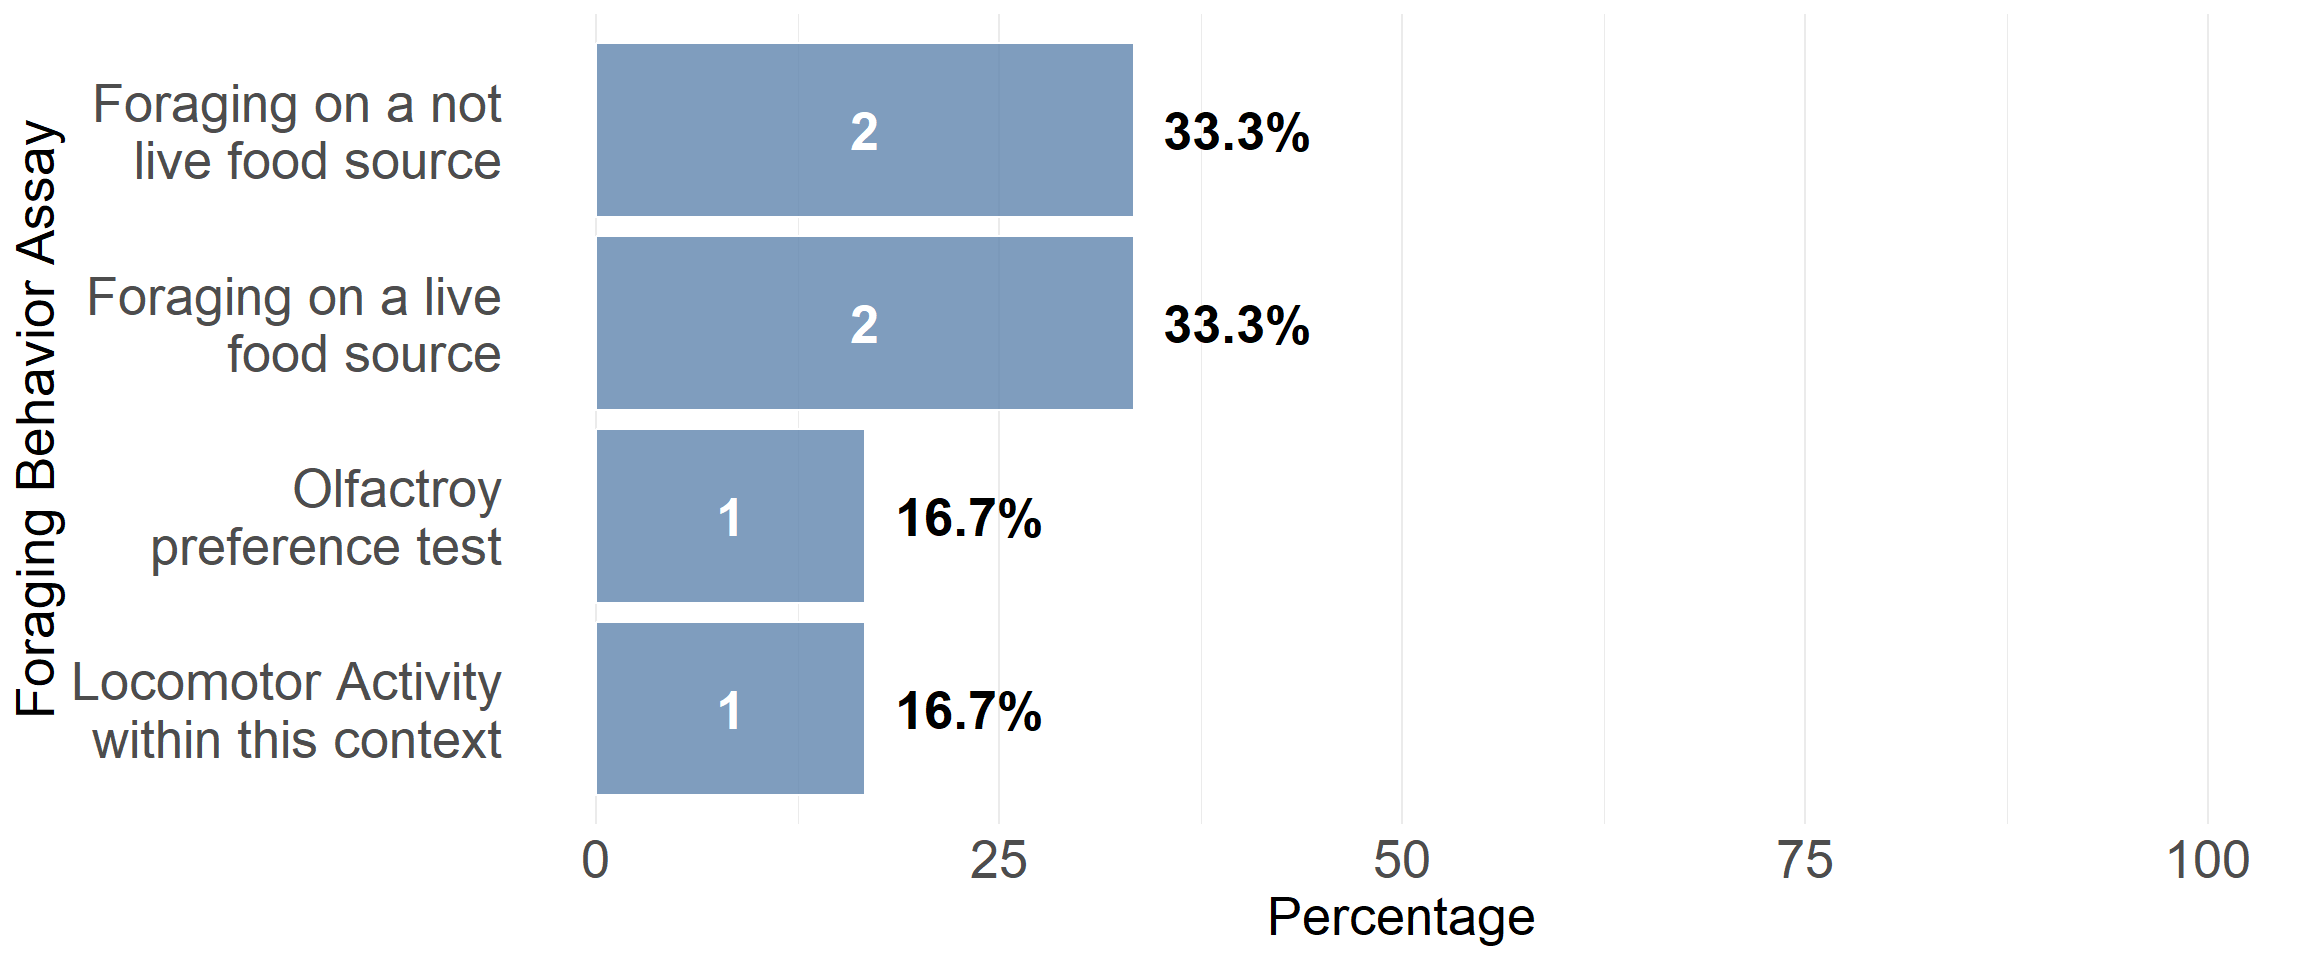 Foraging Behavior Assay
Foraging on a not
live food source
2
33.3%
Foraging on a live
food source
2
33.3%
Olfactroy
preference test
1
16.7%
Locomotor Activity
within this context
1
16.7%
0
25
50
75
100
Percentage